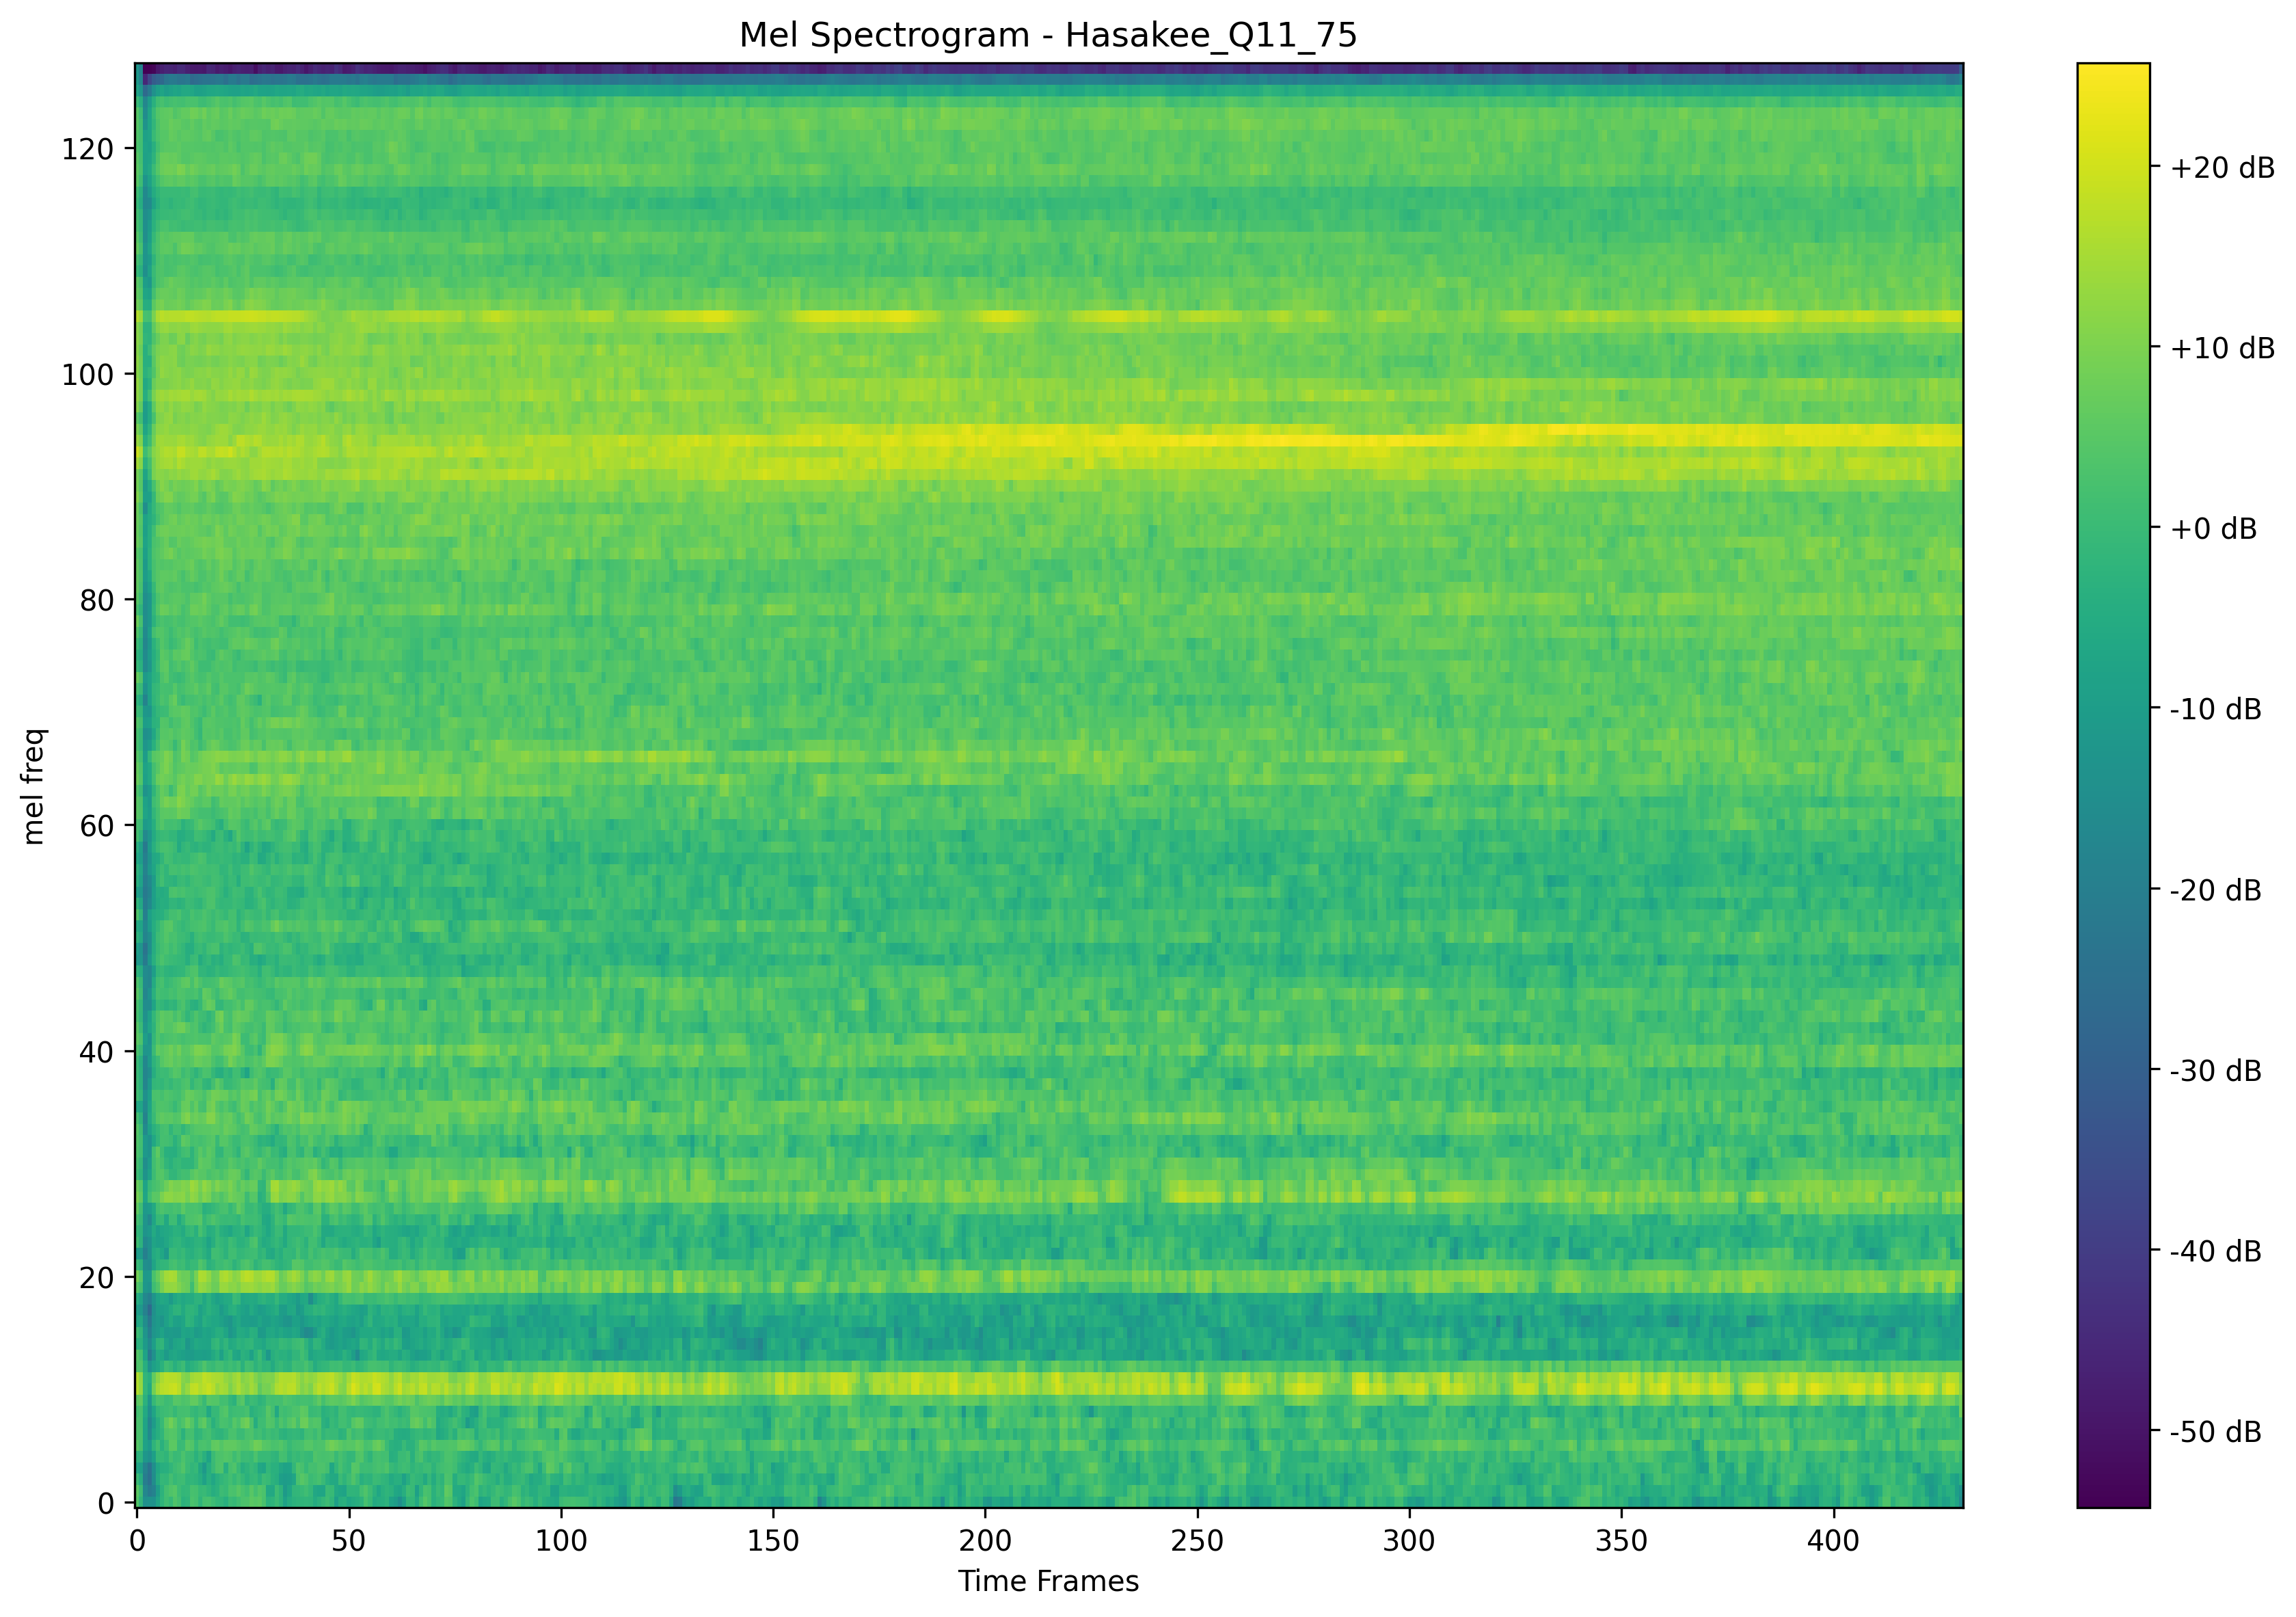 Mel Spectrogram - Hasakee_Q11_75
mel freq
120
100
80
60
40
20
0
0 50 100 150 200 250 300 350 400
Time Frames
+20 dB
+10 dB
+0 dB
-10 dB
-20 dB
-30 dB
-40 dB
-50 dB